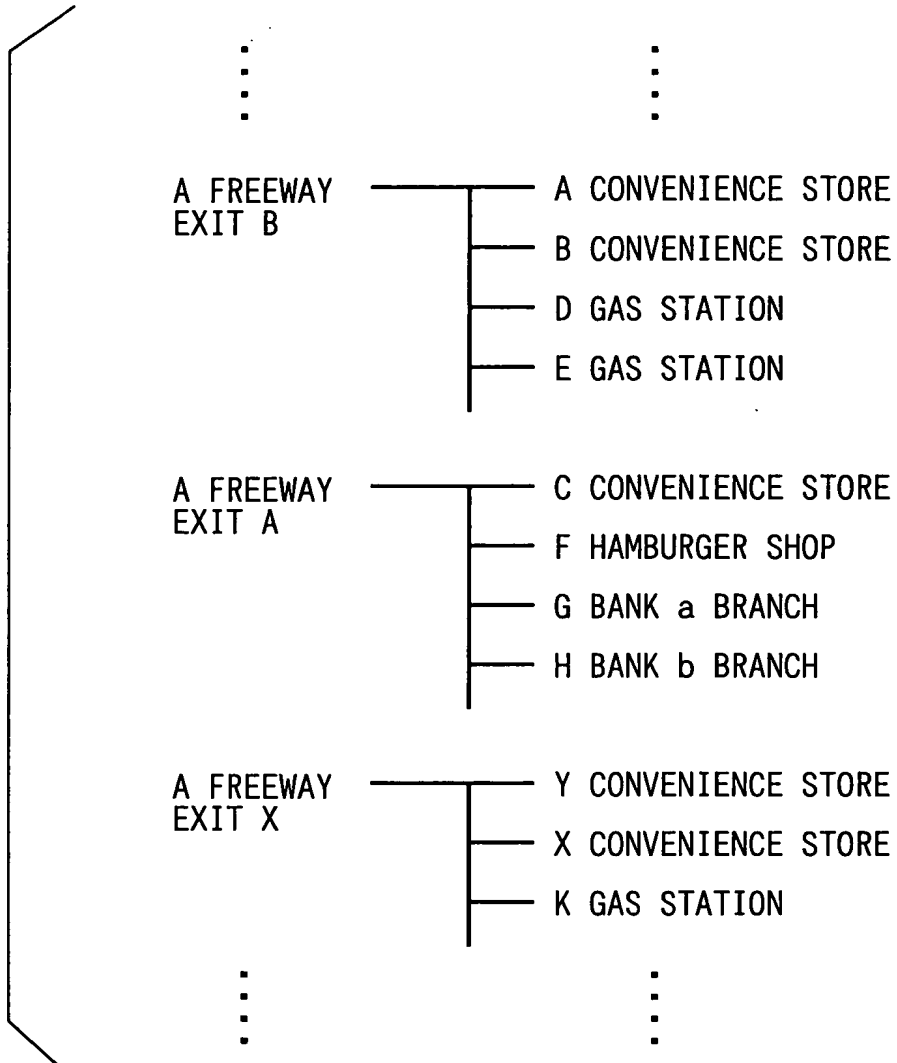 A FREEWAY
EXIT B
A CONVENIENCE STORE
B CONVENIENCE STORE
D GAS STATION
E GAS STATION
A FREEWAY
EXIT A
C CONVENIENCE STORE
F HAMBURGER SHOP
G BANK a BRANCH
H BANK b BRANCH
A FREEWAY
EXIT X
Y CONVENIENCE STORE
X CONVENIENCE STORE
K GAS STATION